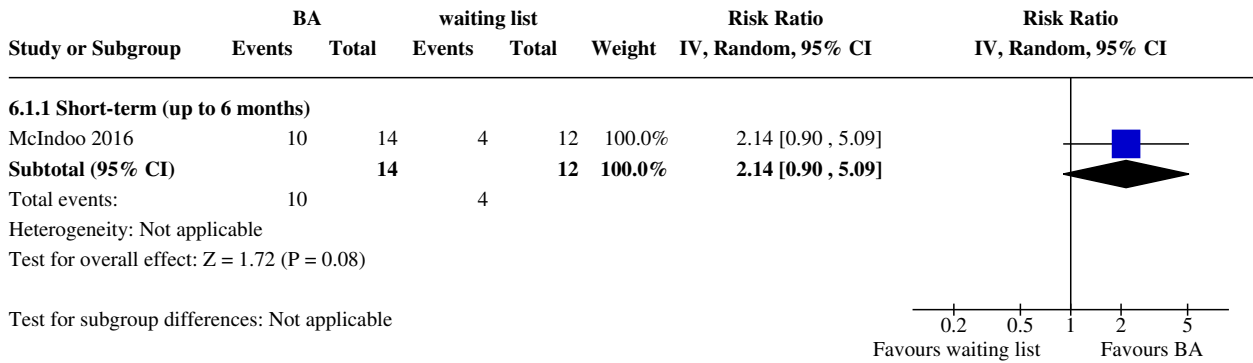 BA waiting list Risk Ratio Risk Ratio
Study or Subgroup Events Total Events Total Weight IV, Random, 95% CI IV, Random, 95% CI
6.1.1 Short-term (up to 6 months)
McIndoo 2016 10 14 4 12 100.0% 2.14 [0.90 , 5.09]
Subtotal (95% CI) 14 12 100.0% 2.14 [0.90 , 5.09]
Total events: 10 4
Heterogeneity: Not applicable
Test for overall effect: Z = 1.72 (P = 0.08)
Test for subgroup differences: Not applicable
0.2 0.5 1 2 5
Favours waiting list Favours BA